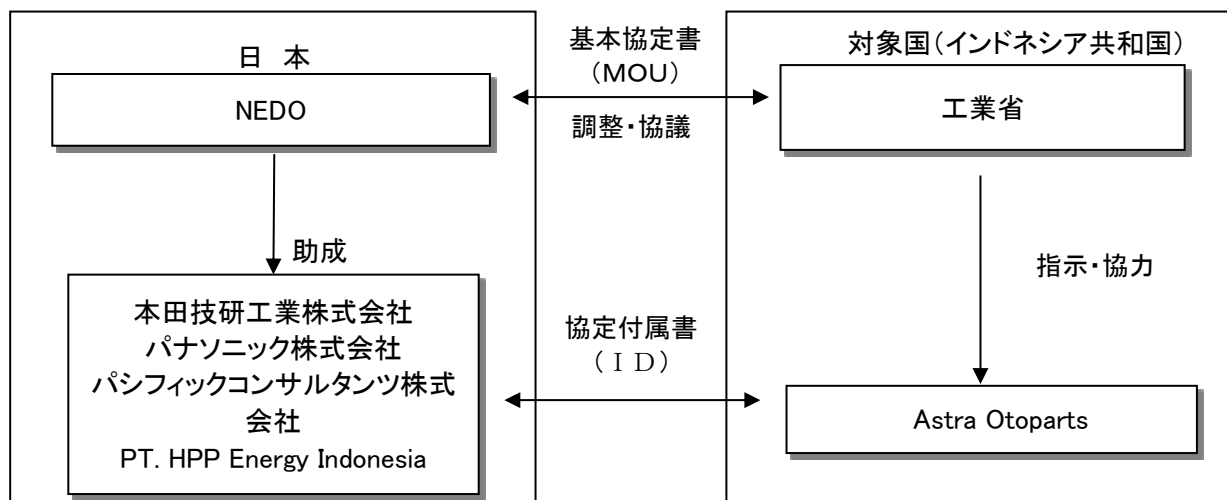 日 本
NEDO
助成
本田技研工業株式会社
パナソニック株式会社
パシフィックコンサルタンツ株式
会社
PT. HPP Energy Indonesia
基本協定書
（ＭＯＵ）
調整・協議
協定付属書
（ＩＤ）
対象国（インドネシア共和国）
工業省
指示・協力
Astra Otoparts